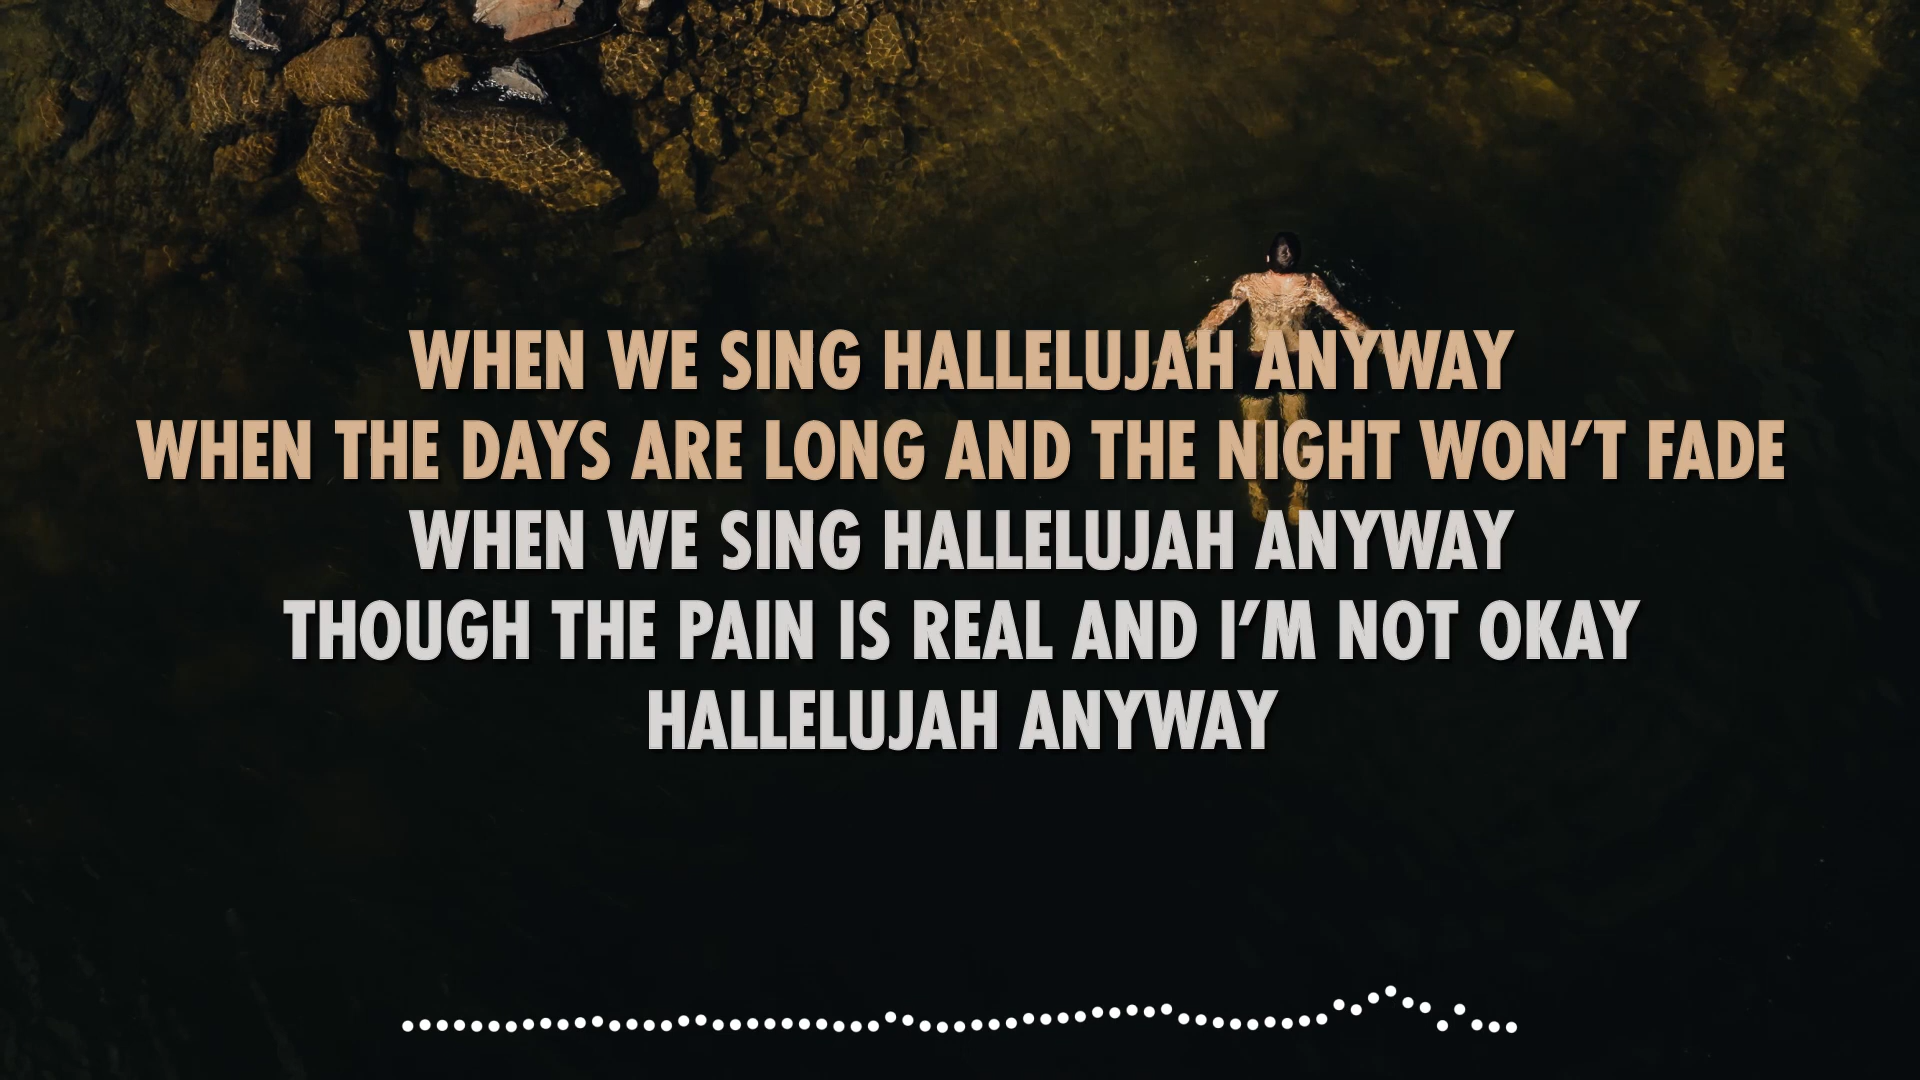 WHEN WE SING HALLELUJAH ANYWAY
WHEN THE DAYS ARE LONG AND THE NIGHT WON’T FADE
WHEN WE SING HALLELUJAH ANYWAY
THOUGH THE PAIN IS REAL AND I’M NOT OKAY
HALLELUJAH ANYWAY